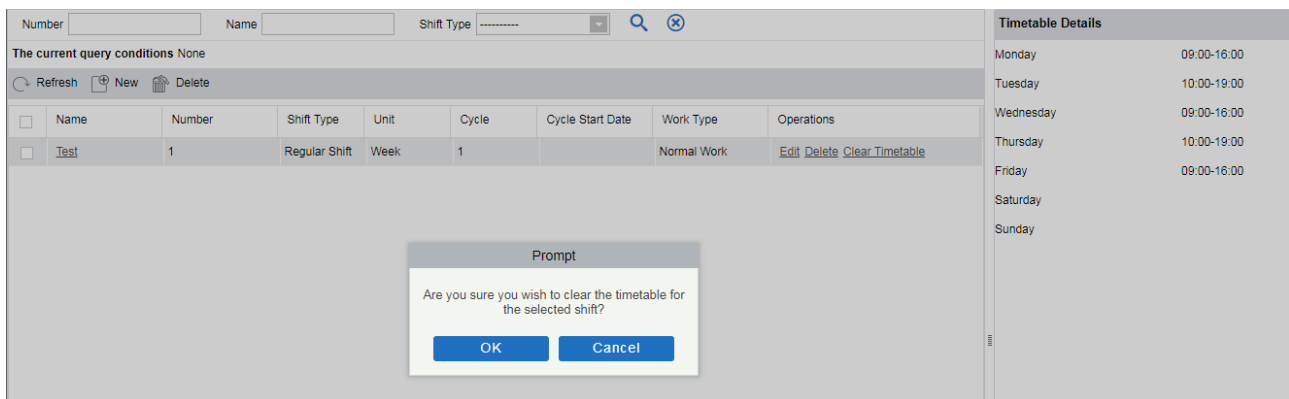 Number Name Shift Type ----------
The current query conditions None
Refresh New Delete
Name Number Shift Type Unit Cycle Cycle Start Date Work Type Operations
Test 1 Regular Shift Week 1 Normal Work Edit Delete Clear Timetable
Prompt
Are you sure you wish to clear the timetable for
the selected shift?
OK Cancel
Timetable Details
Monday 09:00-16:00
Tuesday 10:00-19:00
Wednesday 09:00-16:00
Thursday 10:00-19:00
Friday 09:00-16:00
Saturday
Sunday